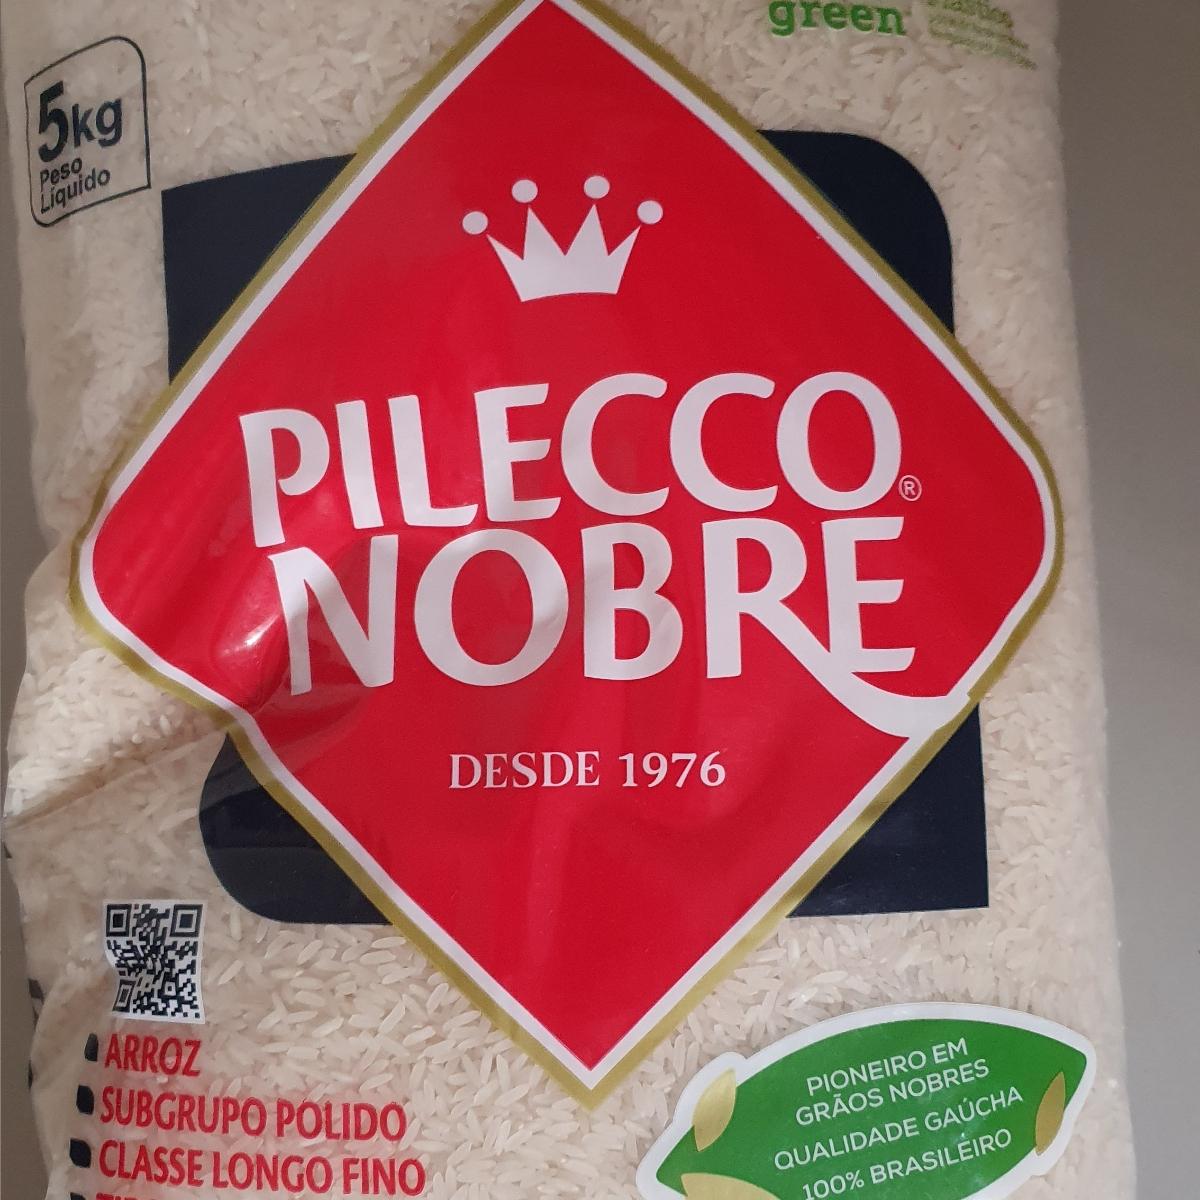 green
5kg
Peso
Líquido
PILECCO
NOBRE®
DESDE 1976
ARROZ
SUBGRUPO POLIDO
CLASSE LONGO FINO
PIONEIRO EM
GRÃOS NOBRES
QUALIDADE GAÚCHA
100% BRASILEIRO